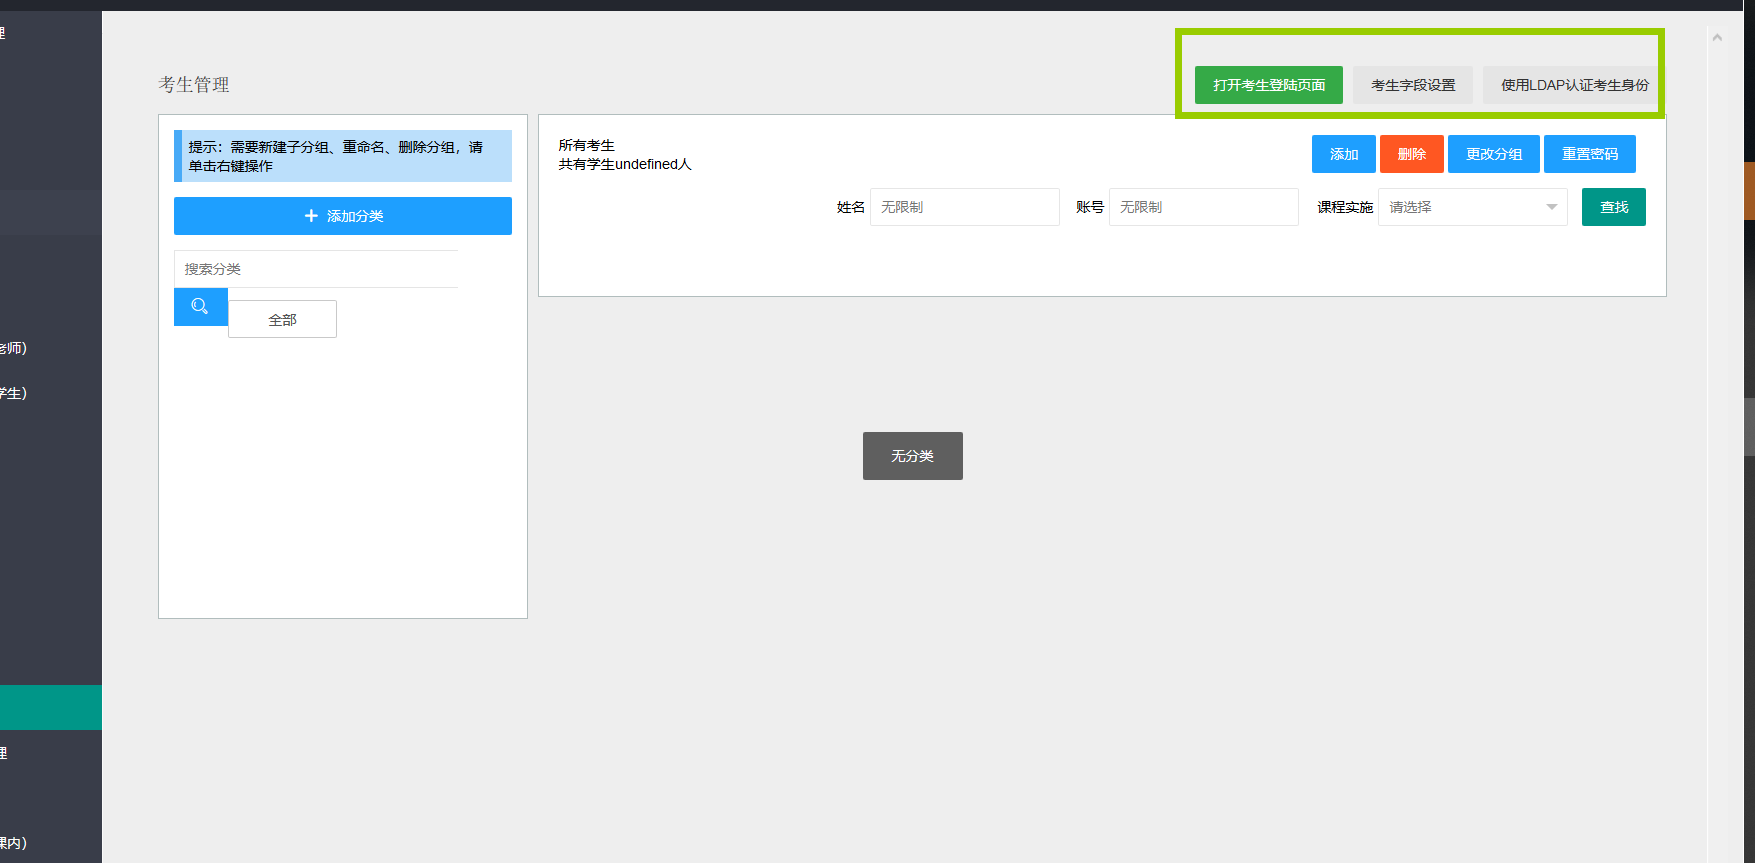 理
考生管理
打开考生登陆页面
考生字段设置
使用LDAP认证考生身份
提示：需要新建子分组、重命名、删除分组，请
单击右键操作
添加分类
搜索分类
全部
所有考生
共有学生undefined人
添加
删除
更改分组
重置密码
姓名
无限制
账号
无限制
课程实施
请选择
查找
无分类
老师）
学生）
理
课内）